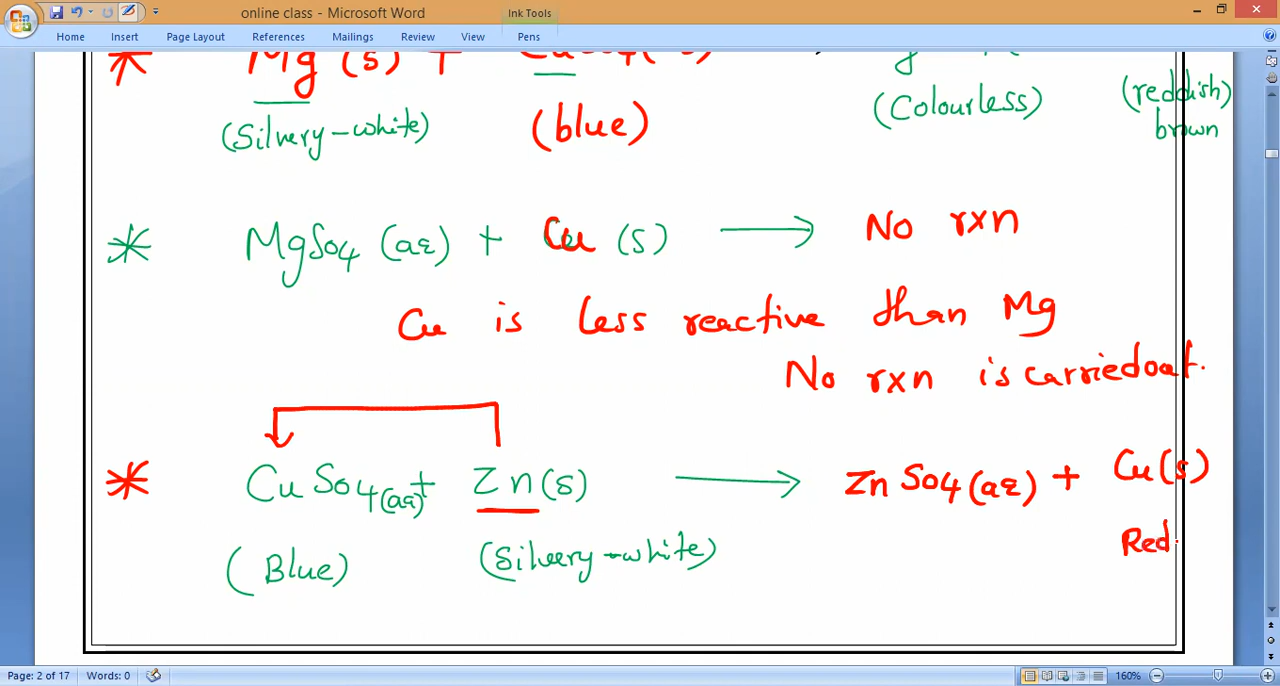 online class - Microsoft Word
Ink Tools
Home Insert Page Layout References Mailings Review View Pens
* Mg (s) +
(Silvery-white) (blue) (Colourless) (reddish)
brown
* MgSo4 (aq) + Cu (s) → No rxn
Cu is less reactive than Mg
No rxn is carriedout.
* CuSo4(aq) + Zn(s) → ZnSo4(aq) + Cu(s)
(Blue) (Silvery-white) Red
Page: 2 of 17 Words: 0 160%